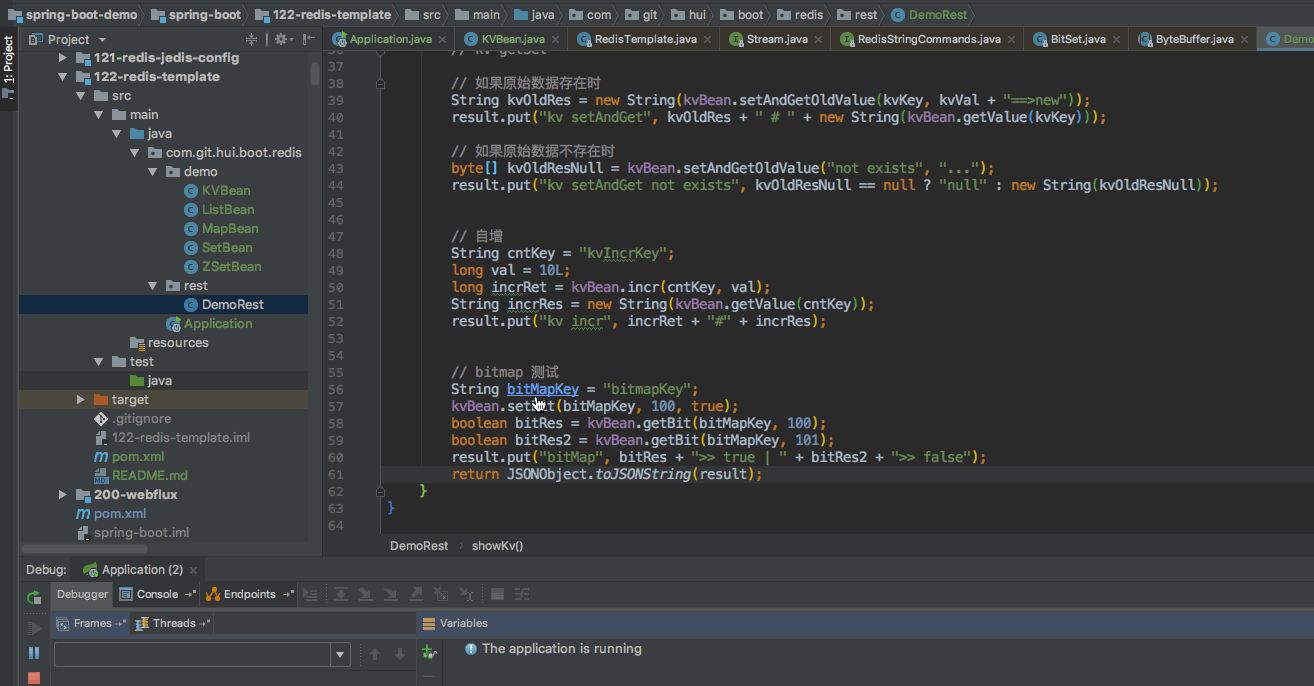 spring-boot-demo spring-boot 122-redis-template src main java com git hui boot redis rest DemoRest
1: Project
Project
Application.java KVBean.java RedisTemplate.java Stream.java RedisStringCommands.java BitSet.java ByteBuffer.java Demo
121-redis-jedis-config
122-redis-template
src
main
java
com.git.hui.boot.redis
demo
KVBean
ListBean
MapBean
SetBean
ZSetBean
rest
DemoRest
Application
resources
test
java
target
.gitignore
122-redis-template.iml
pom.xml
README.md
200-webflux
pom.xml
spring-boot.iml
36 // kv getSet
37
38 // 如果原始数据存在时
39 String kvOldRes = new String(kvBean.setAndGetOldValue(kvKey, kvVal + "==>new"));
40 result.put("kv setAndGet", kvOldRes + " # " + new String(kvBean.getValue(kvKey)));
41
42 // 如果原始数据不存在时
43 byte[] kvOldResNull = kvBean.setAndGetOldValue("not exists", "...");
44 result.put("kv setAndGet not exists", kvOldResNull == null ? "null" : new String(kvOldResNull));
45
46
47 // 自增
48 String cntKey = "kvIncrKey";
49 long val = 10L;
50 long incrRet = kvBean.incr(cntKey, val);
51 String incrRes = new String(kvBean.getValue(cntKey));
52 result.put("kv incr", incrRet + "#" + incrRes);
53
54
55 // bitmap 测试
56 String bitMapKey = "bitmapKey";
57 kvBean.setBit(bitMapKey, 100, true);
58 boolean bitRes = kvBean.getBit(bitMapKey, 100);
59 boolean bitRes2 = kvBean.getBit(bitMapKey, 101);
60 result.put("bitMap", bitRes + ">> true | " + bitRes2 + ">> false");
61 return JSONObject.toJSONString(result);
62 }
63 }
64
DemoRest showKv()
Debug: Application (2)
Debugger Console Endpoints
Frames Threads Variables
The application is running